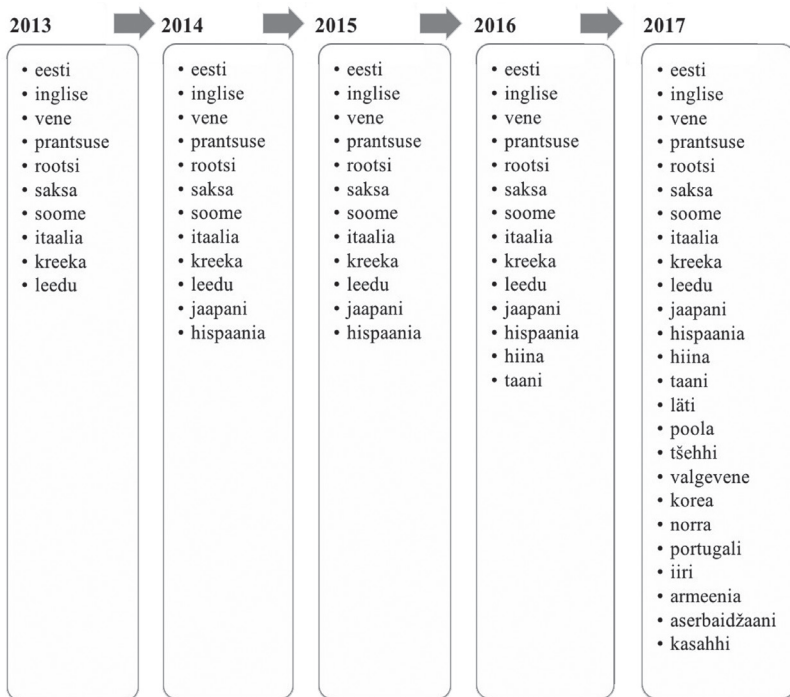 2013
• eesti
• inglise
• vene
• prantsuse
• rootsi
• saksa
• soome
• itaalia
• kreeka
• leedu
2014
• eesti
• inglise
• vene
• prantsuse
• rootsi
• saksa
• soome
• itaalia
• kreeka
• leedu
• jaapani
• hispaania
2015
• eesti
• inglise
• vene
• prantsuse
• rootsi
• saksa
• soome
• itaalia
• kreeka
• leedu
• jaapani
• hispaania
2016
• eesti
• inglise
• vene
• prantsuse
• rootsi
• saksa
• soome
• itaalia
• kreeka
• leedu
• jaapani
• hispaania
• hiina
• taani
2017
• eesti
• inglise
• vene
• prantsuse
• rootsi
• saksa
• soome
• itaalia
• kreeka
• leedu
• jaapani
• hispaania
• hiina
• taani
• läti
• poola
• tšehhi
• valgevene
• korea
• norra
• portugali
• iiri
• armeenia
• aserbaidžaani
• kasahhi